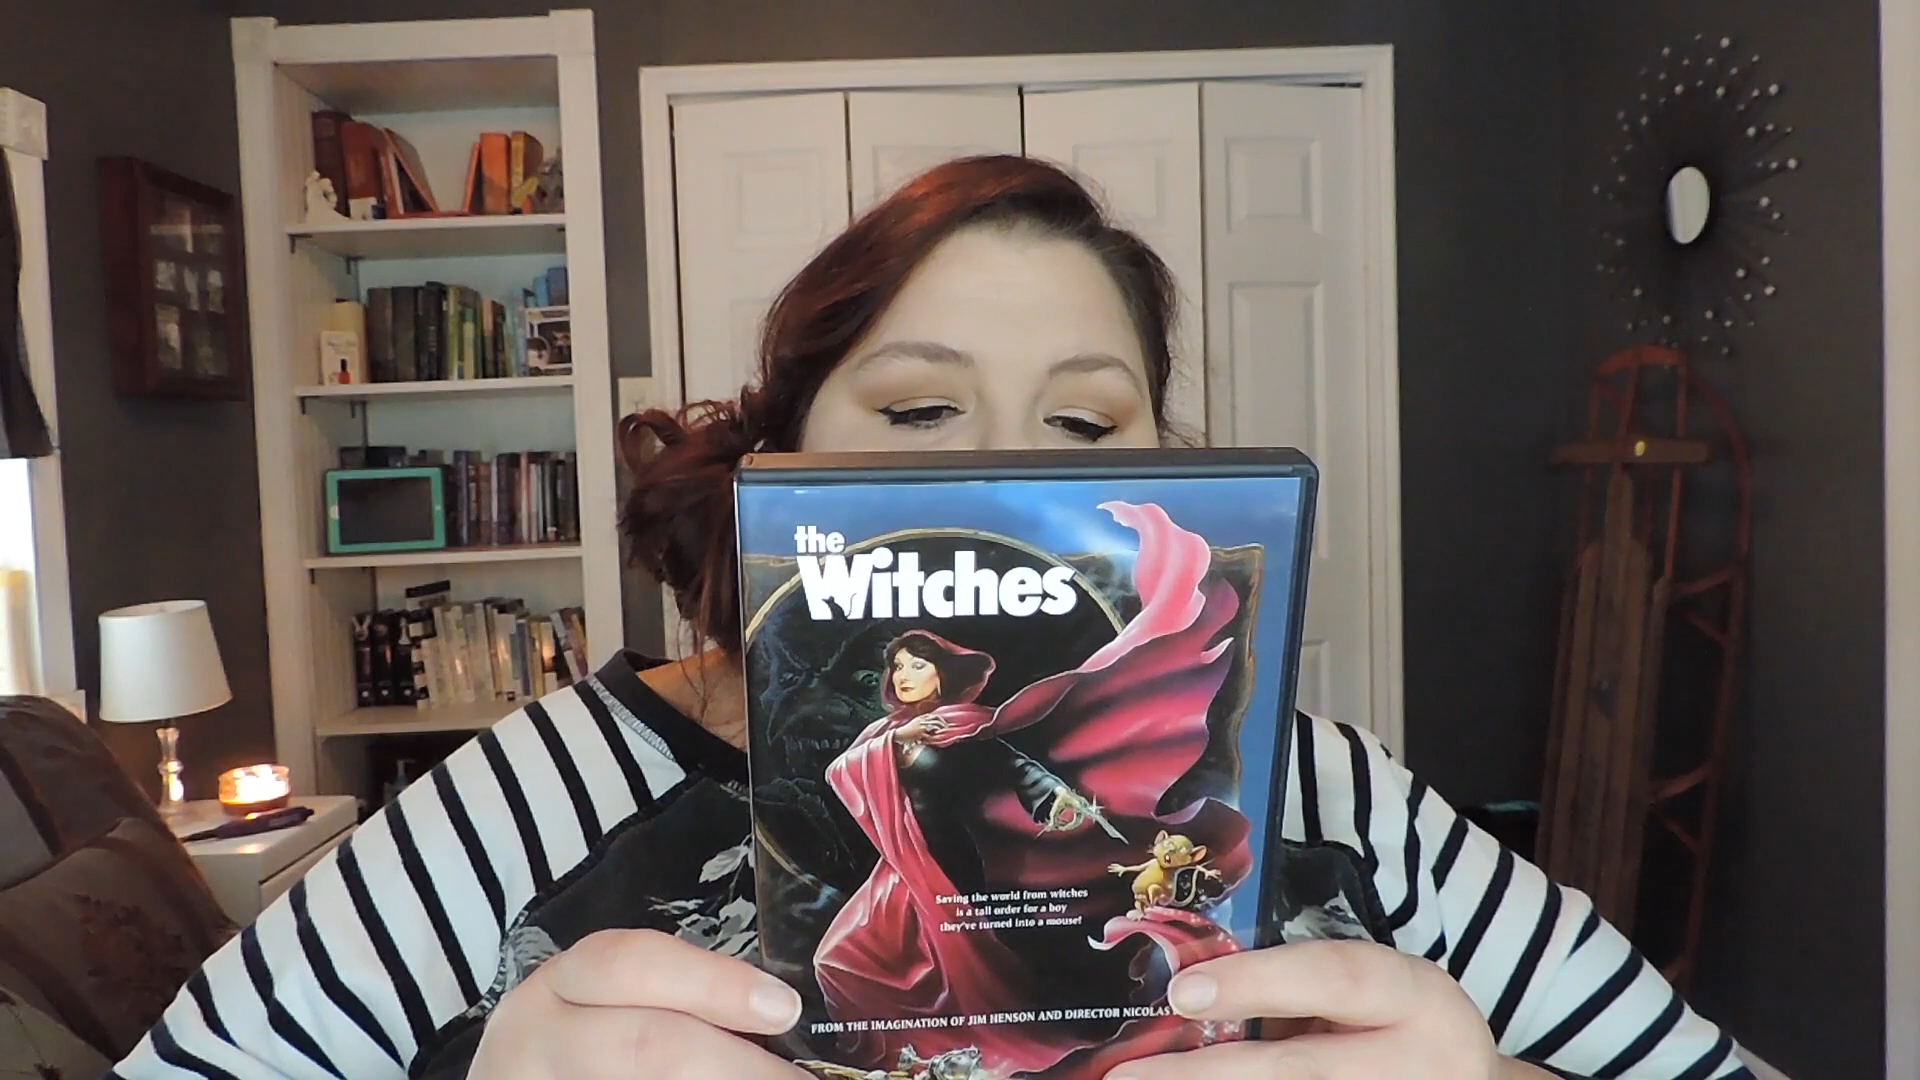 the
Witches
Saving the world from witches
is a tall order for a boy
they've turned into a mouse!
FROM THE IMAGINATION OF JIM HENSON AND DIRECTOR NICOLAS